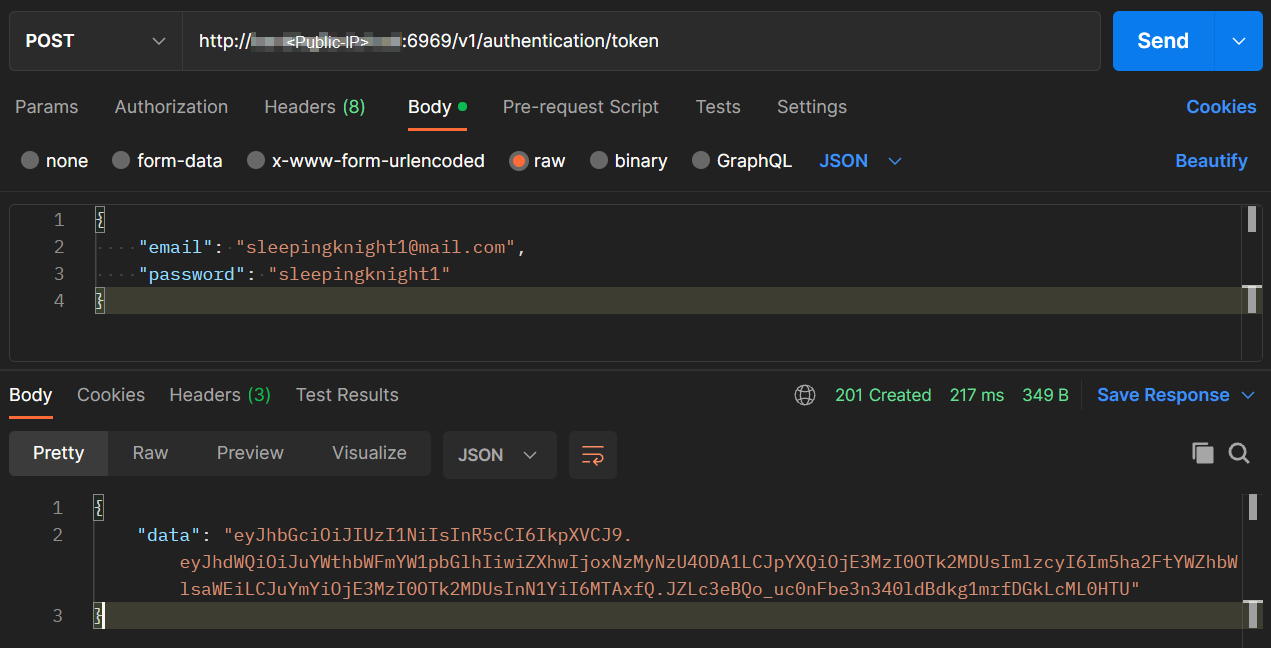 POST http://<Public-IP>:6969/v1/authentication/token Send
Params Authorization Headers (8) Body Pre-request Script Tests Settings Cookies
none form-data x-www-form-urlencoded raw binary GraphQL JSON Beautify
1 {
2 "email": "sleepingknight1@mail.com",
3 "password": "sleepingknight1"
4 }
Body Cookies Headers (3) Test Results 201 Created 217 ms 349 B Save Response
Pretty Raw Preview Visualize JSON
1 {
2 "data": "eyJhbGciOiJIUzI1NiIsInR5cCI6IkpXVCJ9.
eyJhdWQiOiJuYWthbWFmYW1pbGlhIiwiZXhwIjoxNzMyNzU4ODA1LCJpYXQiOjE3MzI0OTk2MDUsImlzcyI6Im5ha2FtYWZhbW
lsaWEiLCJuYmYiOjE3MzI0OTk2MDUsInN1YiI6MTAxfQ.JZLc3eBQo_uc0nFbe3n340ldBdkg1mrfDGkLcML0HTU"
3 }